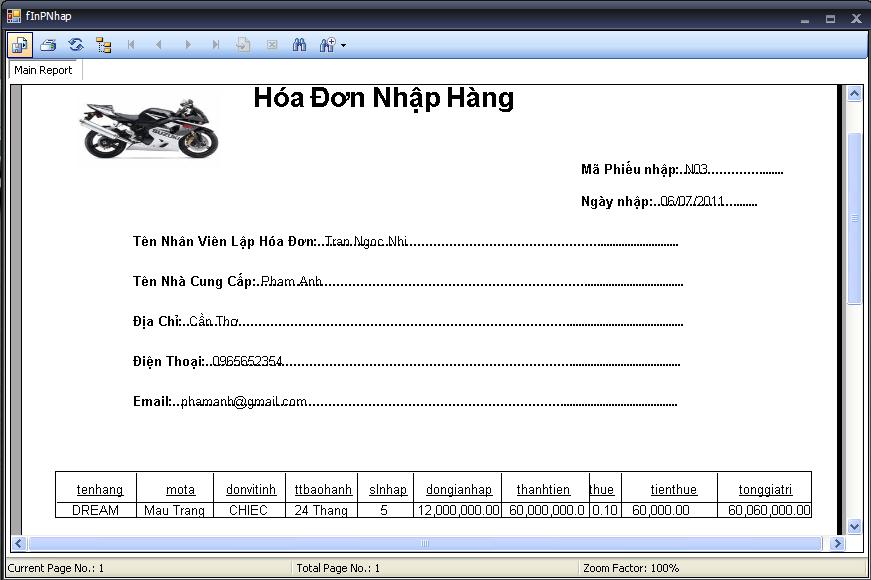 fInPNhap
Main Report
Hóa Đơn Nhập Hàng
SUZUKI
Mã Phiếu nhập:..N03......................
Ngày nhập:..06/07/2011...........
Tên Nhân Viên Lập Hóa Đơn:..Tran Ngoc Nhi......................................................................
Tên Nhà Cung Cấp:..Pham Anh......................................................................
Địa Chỉ:..Cần Thơ......................................................................
Điện Thoại:..0965652354......................................................................
Email:..phamanh@gmail.com......................................................................
tenhang mota donvitinh ttbaohanh slnhap dongianhap thanhtien thue tienthue tonggiatri
DREAM Mau Trang CHIEC 24 Thang 5 12,000,000.00 60,000,000.0 0.10 60,000.00 60,060,000.00
Current Page No.: 1 Total Page No.: 1 Zoom Factor: 100%